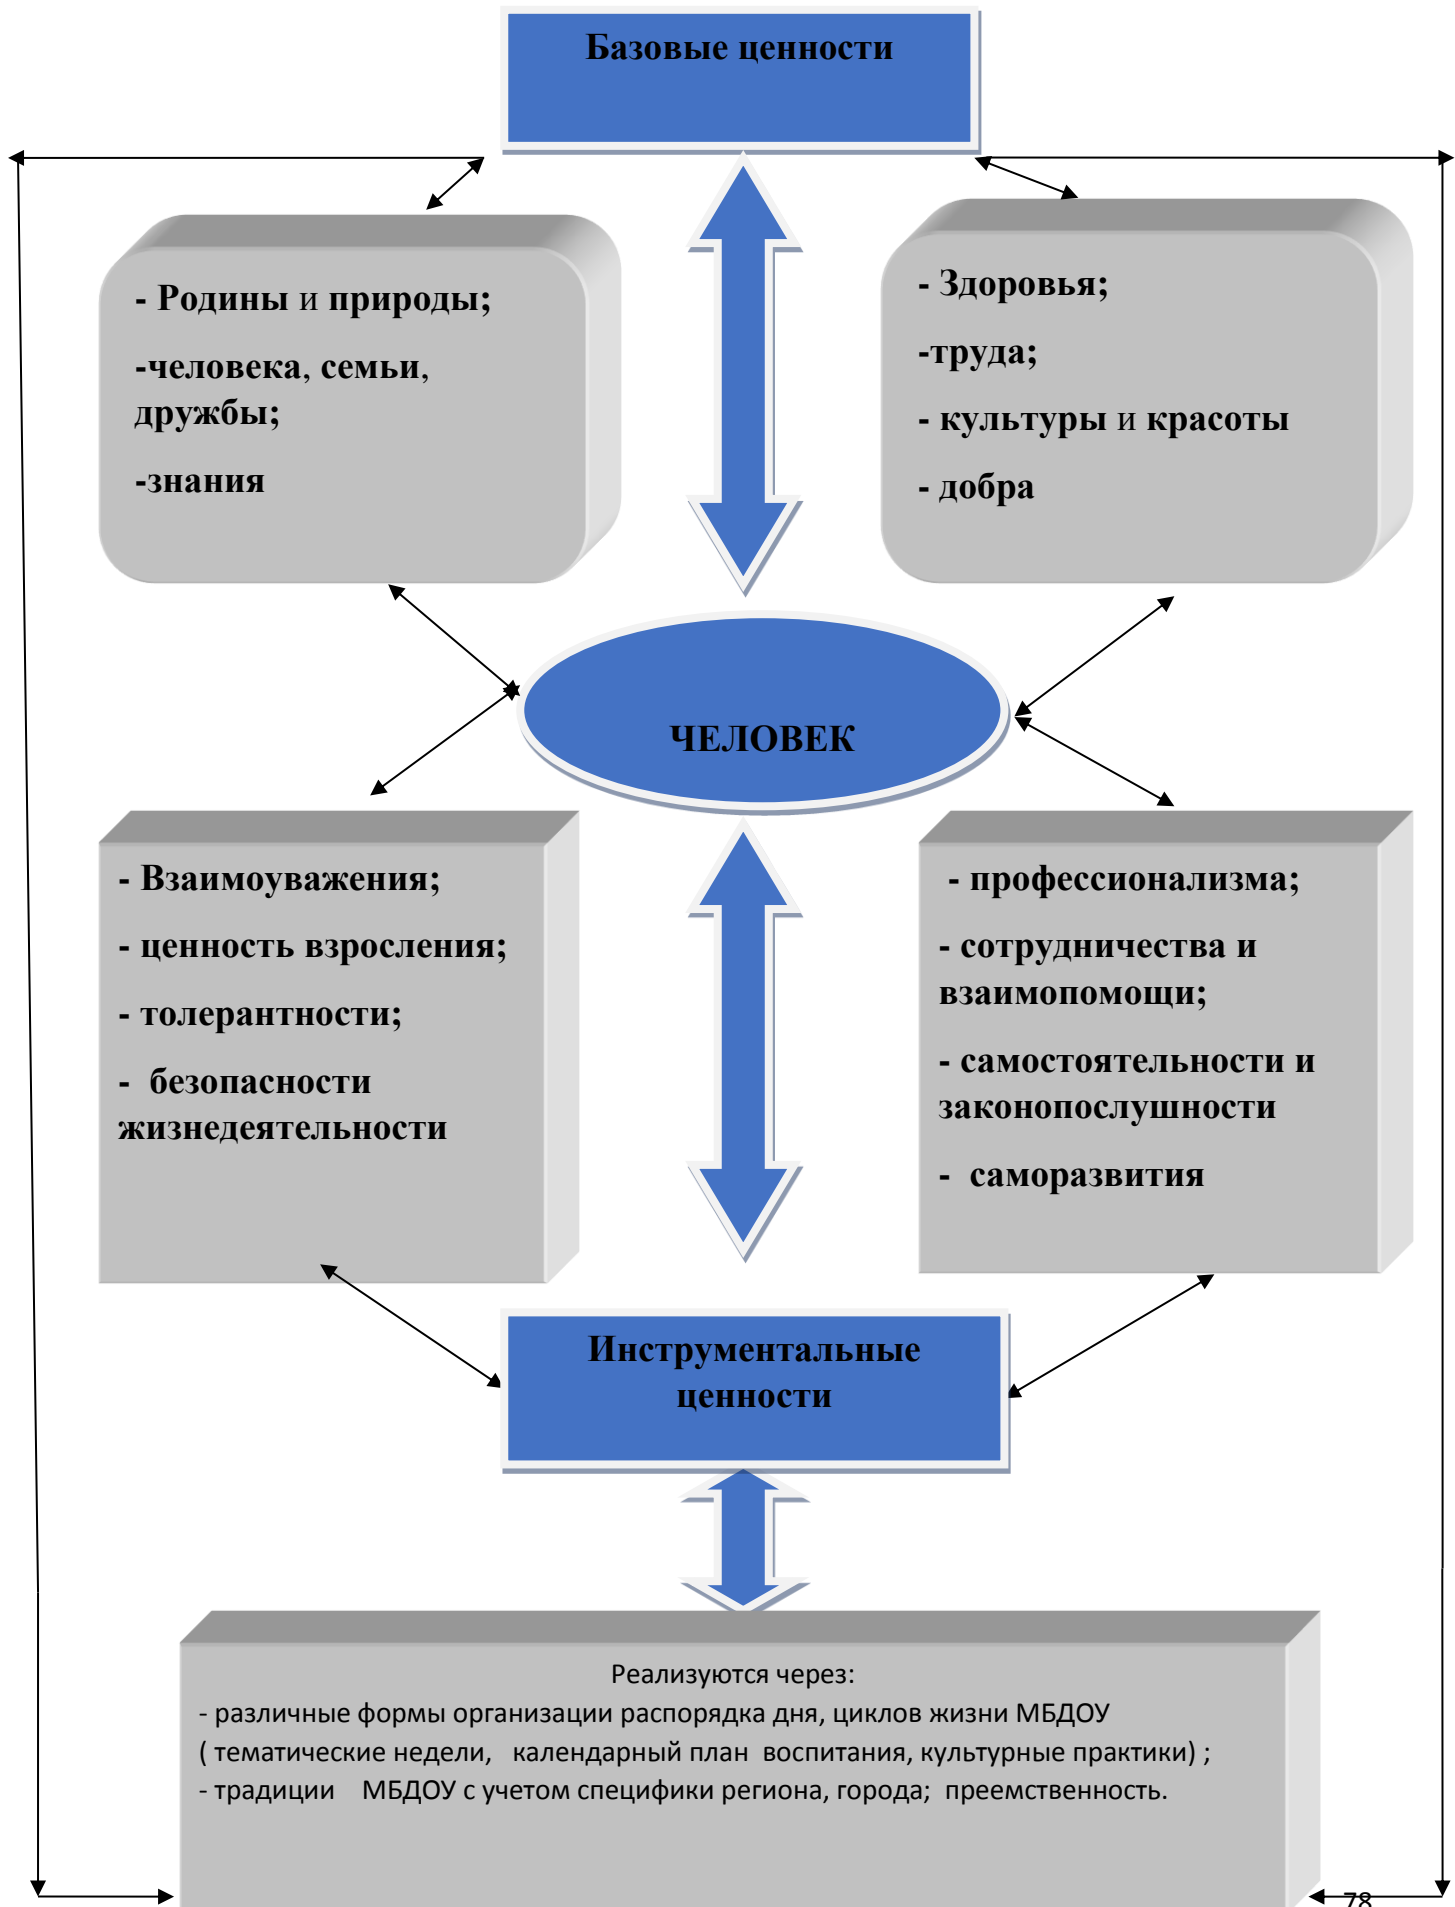 Базовые ценности
- Родины и природы;
-человека, семьи,
дружбы;
-знания
- Здоровья;
-труда;
- культуры и красоты
- добра
ЧЕЛОВЕК
- Взаимоуважения;
- ценность взросления;
- толерантности;
- безопасности
жизнедеятельности
- профессионализма;
- сотрудничества и
взаимопомощи;
- самостоятельности и
законопослушности
- саморазвития
Инструментальные
ценности
Реализуются через:
- различные формы организации распорядка дня, циклов жизни МБДОУ
( тематические недели, календарный план воспитания, культурные практики) ;
- традиции МБДОУ с учетом специфики региона, города; преемственность.
78